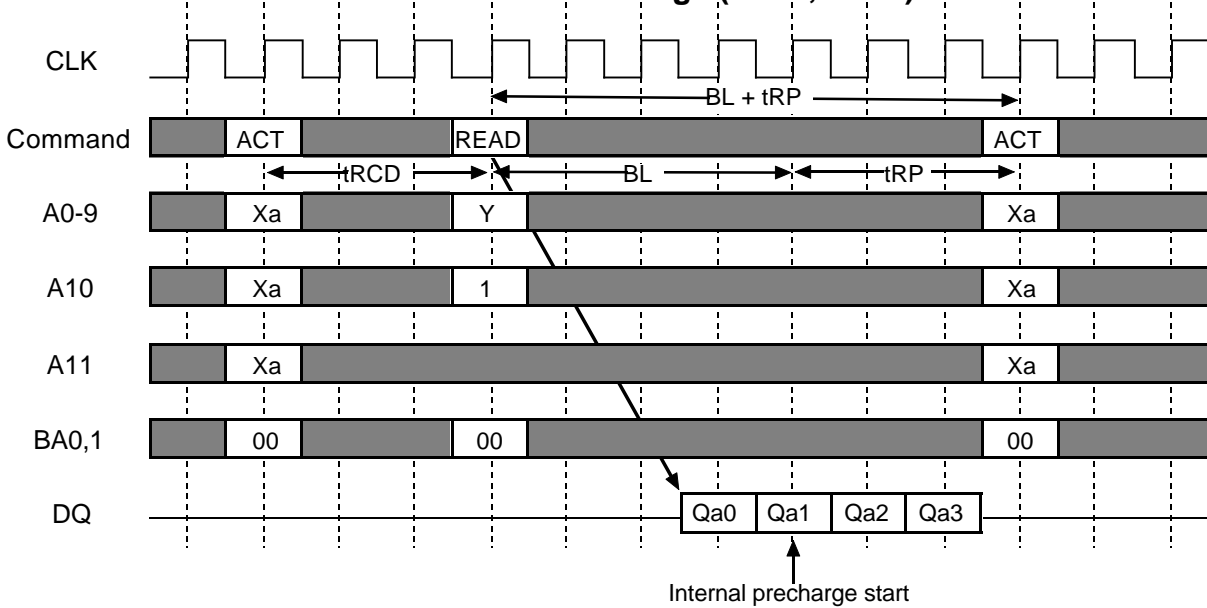 CLK
BL + tRP
Command ACT READ ACT
tRCD BL tRP
A0-9 Xa Y Xa
A10 Xa 1 Xa
A11 Xa Xa
BA0,1 00 00 00
DQ Qa0 Qa1 Qa2 Qa3
Internal precharge start